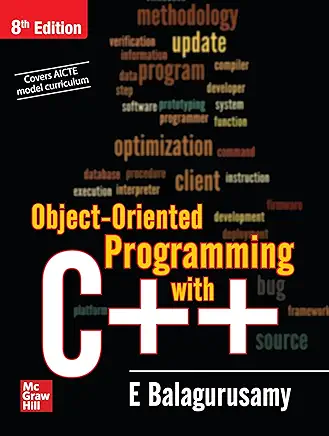 8th Edition
Covers AICTE
model curriculum
methodology
verification
information
update
data
program
compiler
step
developer
software prototyping system
programmer function
optimization
command
database procedure
client
instruction
execution interpreter
firmware
Object-Oriented
development
deployment
Programming
with
bug
C++
platform
framework
source
Mc
Graw
Hill
E Balagurusamy